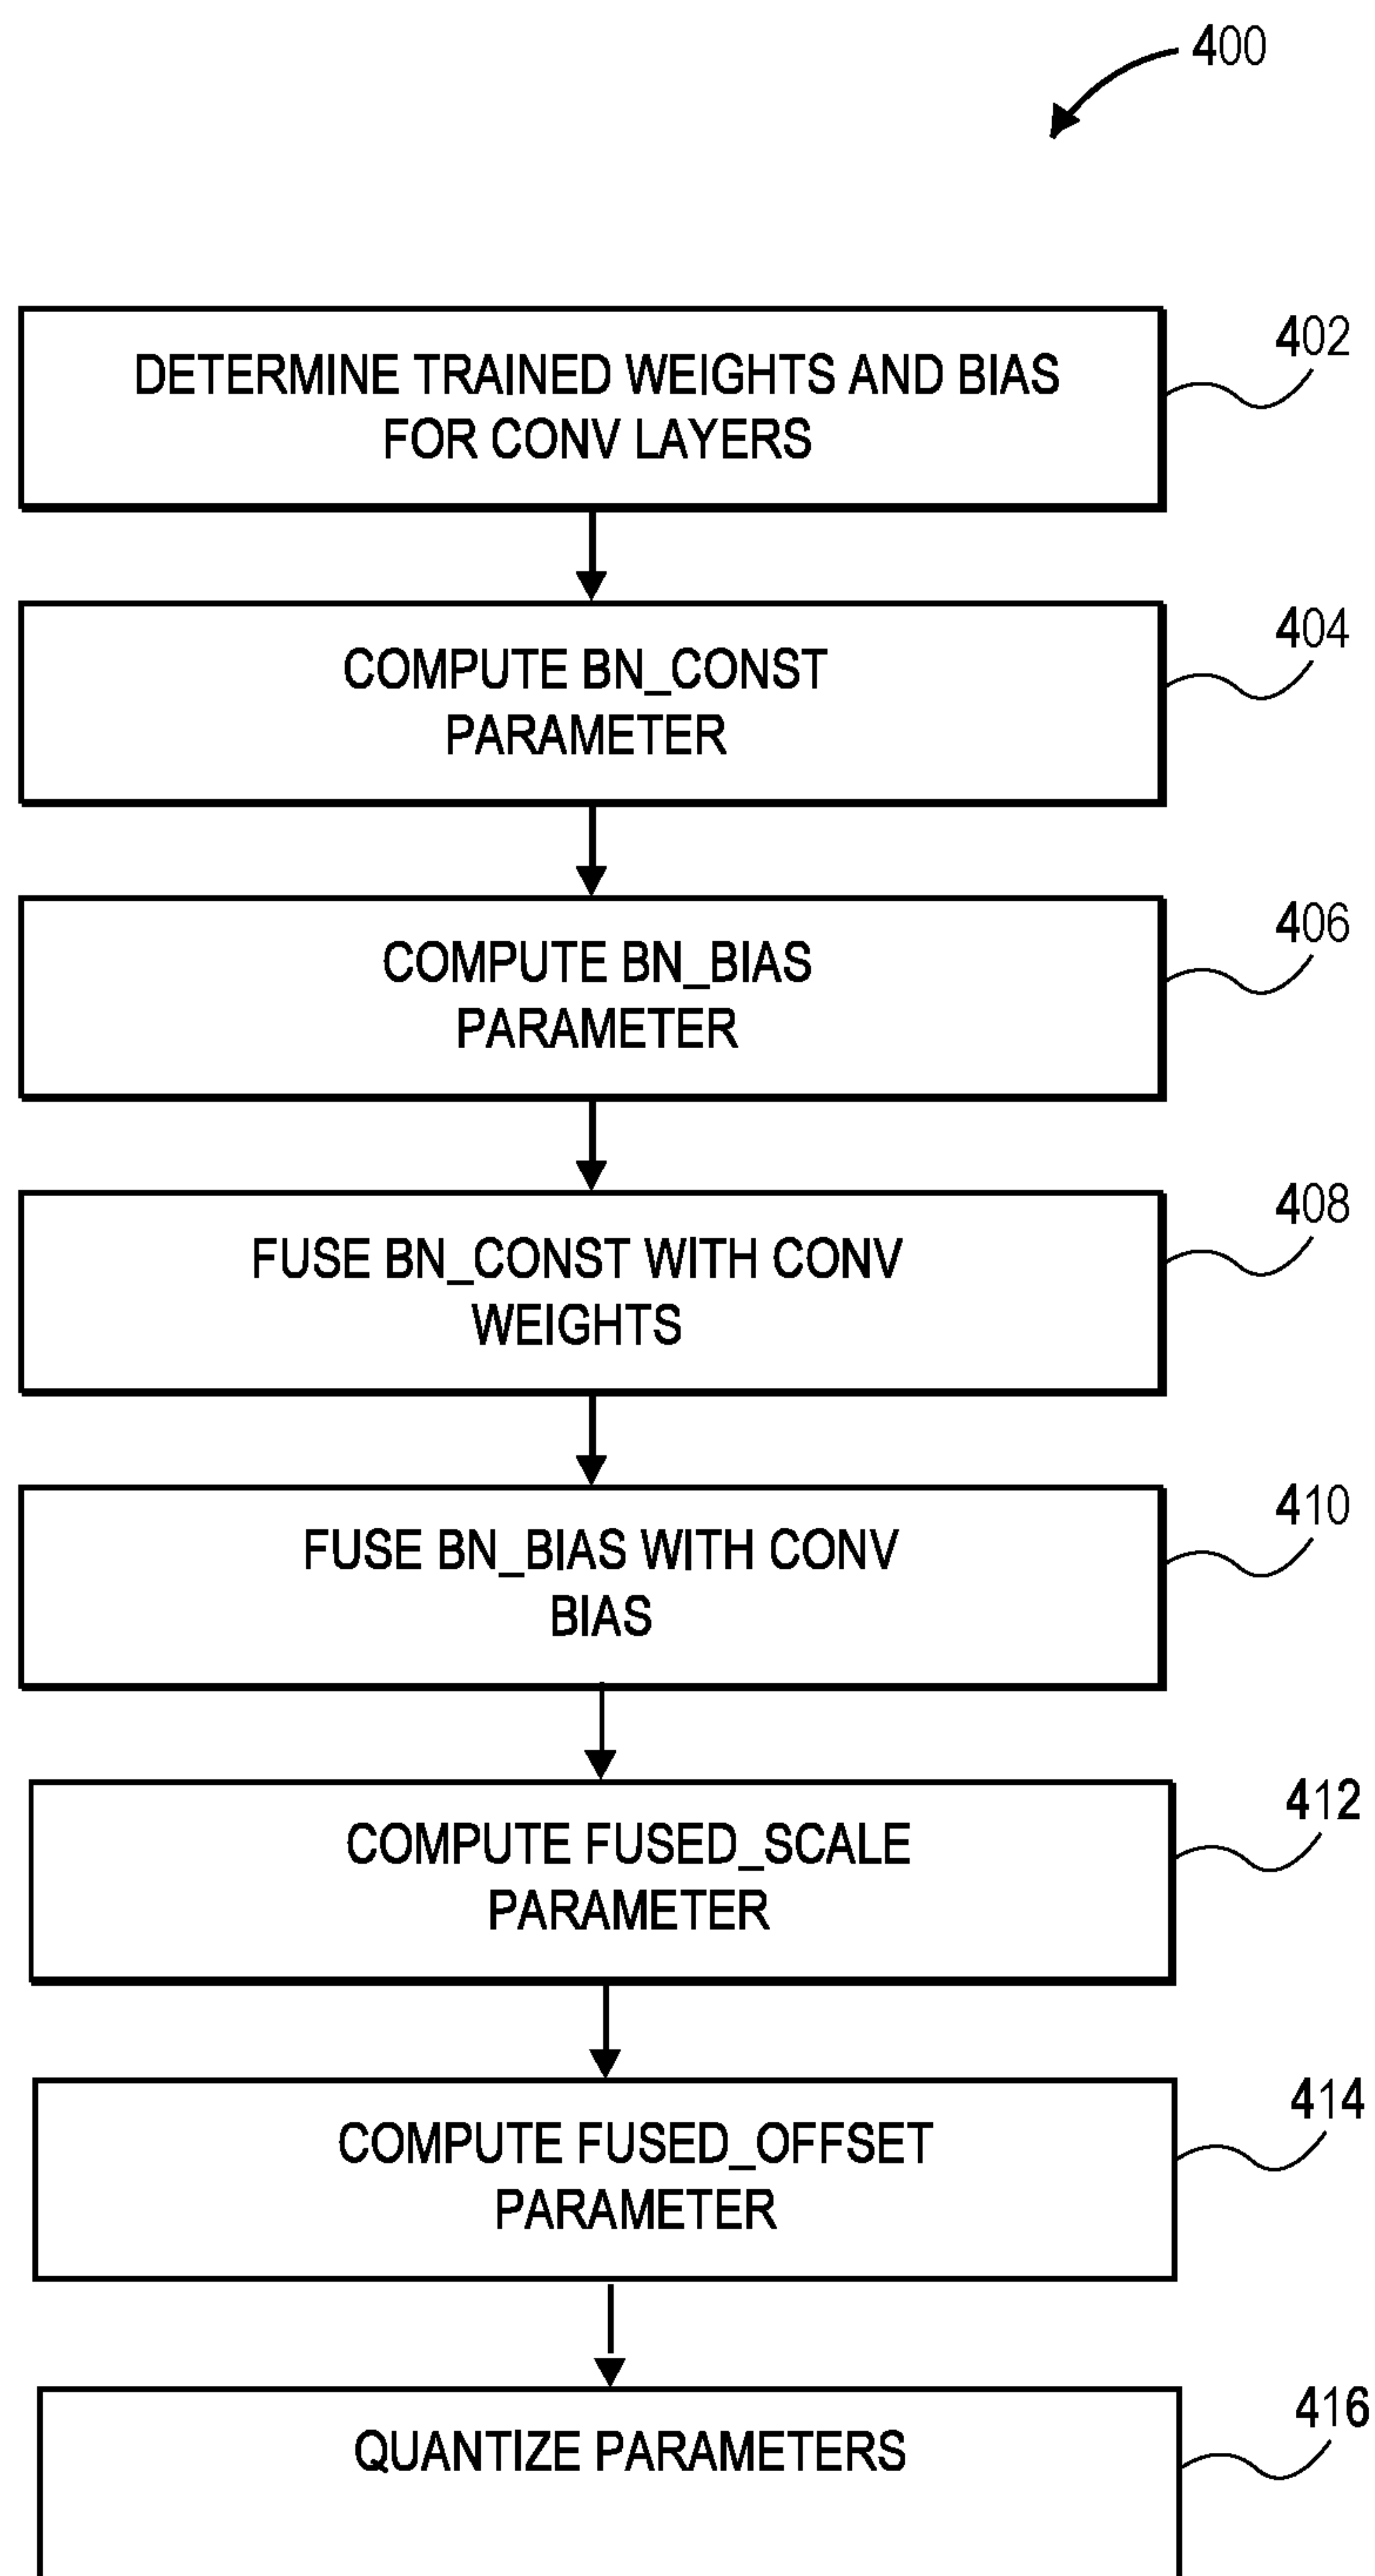 400
DETERMINE TRAINED WEIGHTS AND BIAS
FOR CONV LAYERS
402
COMPUTE BN_CONST
PARAMETER
404
COMPUTE BN_BIAS
PARAMETER
406
FUSE BN_CONST WITH CONV
WEIGHTS
408
FUSE BN_BIAS WITH CONV
BIAS
410
COMPUTE FUSED_SCALE
PARAMETER
412
COMPUTE FUSED_OFFSET
PARAMETER
414
QUANTIZE PARAMETERS
416